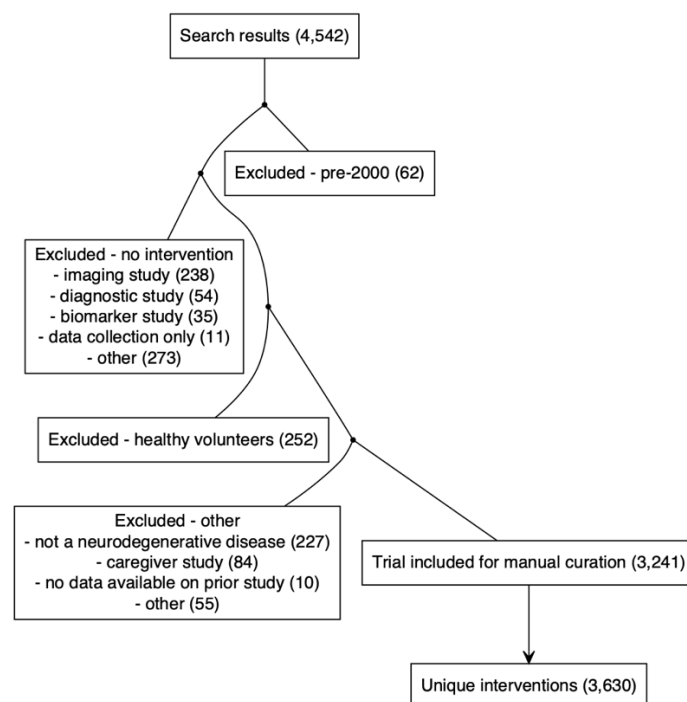 Search results (4,542)
Excluded - pre-2000 (62)
Excluded - no intervention
- imaging study (238)
- diagnostic study (54)
- biomarker study (35)
- data collection only (11)
- other (273)
Excluded - healthy volunteers (252)
Excluded - other
- not a neurodegenerative disease (227)
- caregiver study (84)
- no data available on prior study (10)
- other (55)
Trial included for manual curation (3,241)
Unique interventions (3,630)